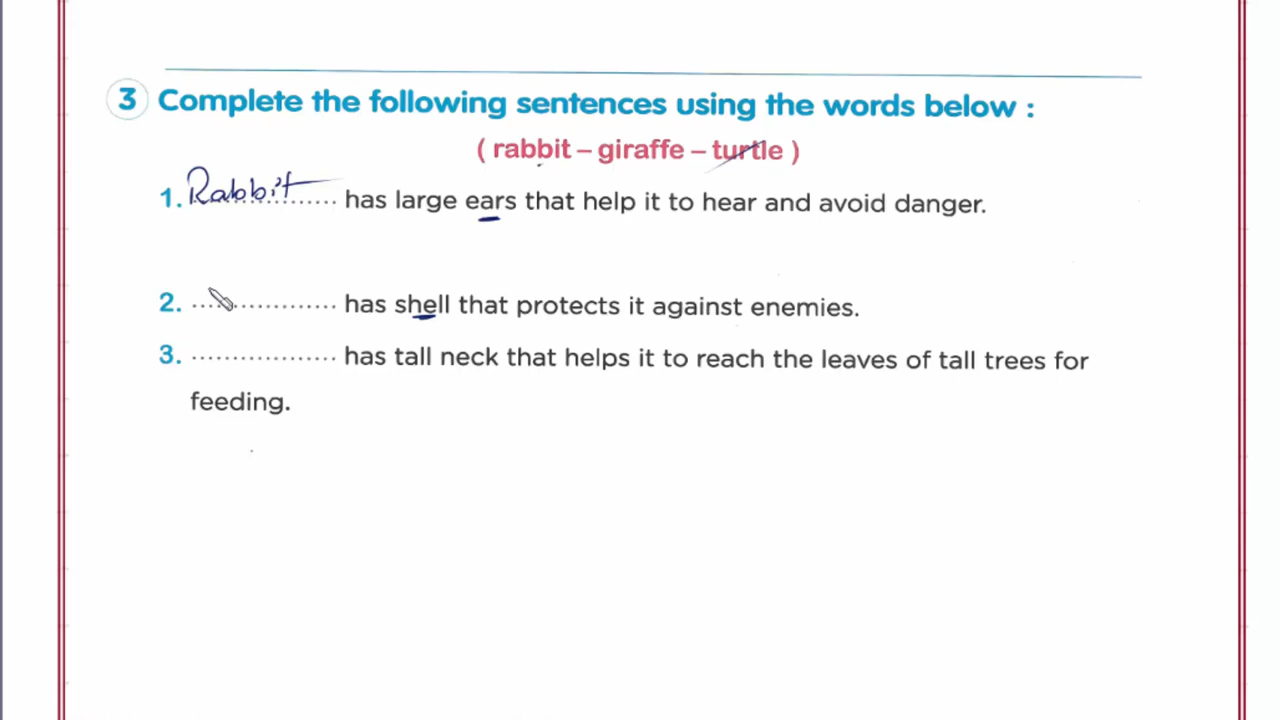 3 Complete the following sentences using the words below :
( rabbit – giraffe – turtle )
1. Rabbit ............ has large ears that help it to hear and avoid danger.
2. .................. has shell that protects it against enemies.
3. .................. has tall neck that helps it to reach the leaves of tall trees for
feeding.